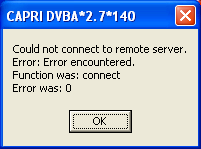 CAPRI DVBA*2.7*140
Could not connect to remote server.
Error: Error encountered.
Function was: connect
Error was: 0
OK